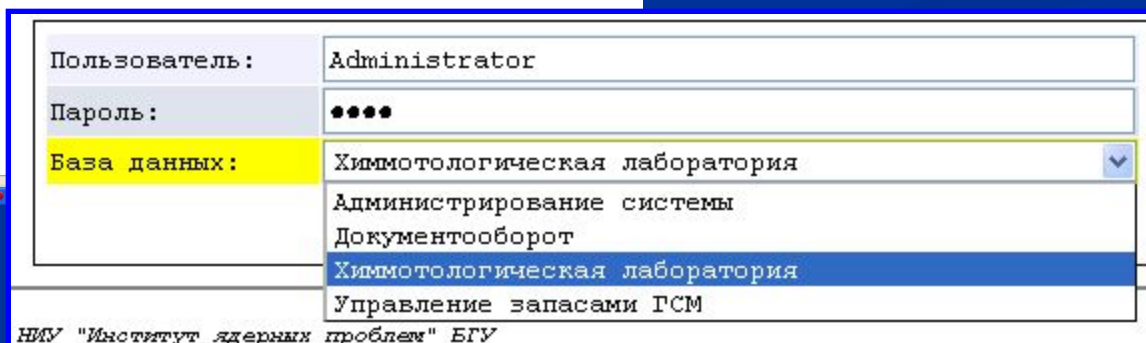 Пользователь: Administrator
Пароль: ●●●●
База данных: Химмотологическая лаборатория
Администрирование системы
Документооборот
Химмотологическая лаборатория
Управление запасами ГСМ
НИУ "Институт ядерных проблем" БГУ